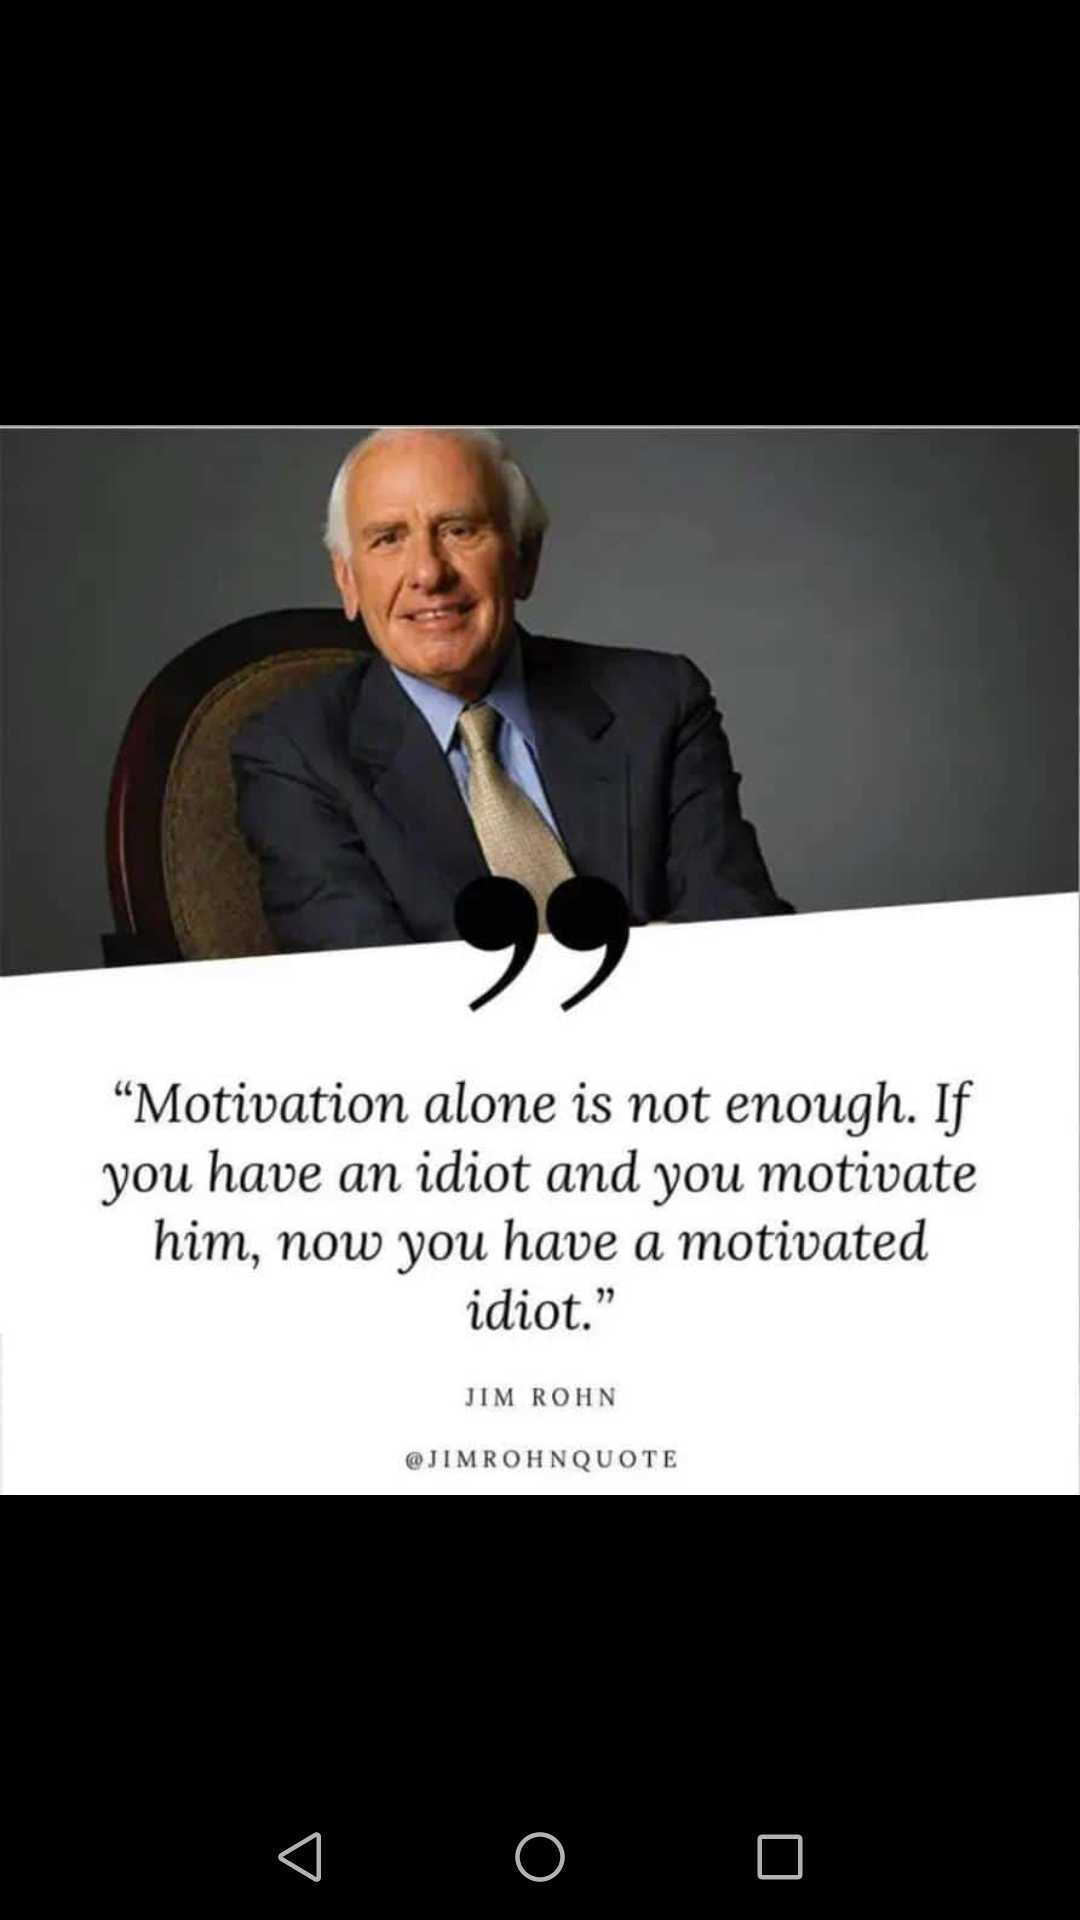 “Motivation alone is not enough. If
you have an idiot and you motivate
him, now you have a motivated
idiot.”
JIM ROHN
@JIMROHNQUOTE